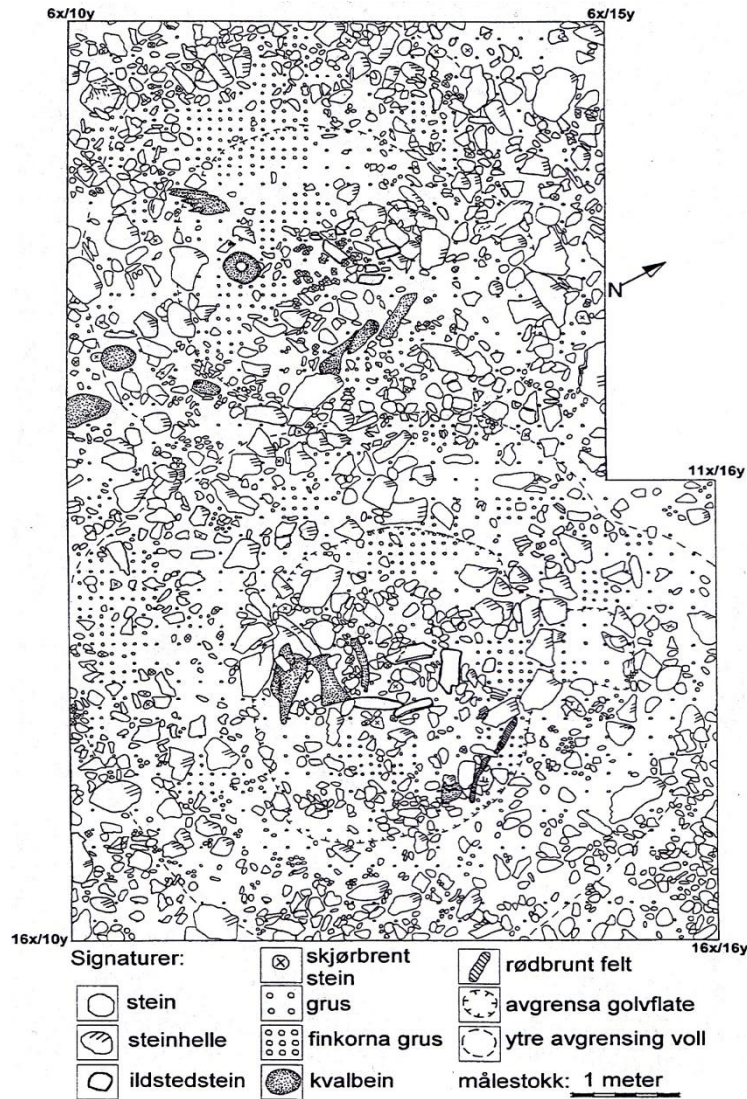 6x/10y
6x/15y
N
11x/16y
16x/10y
16x/16y
Signaturer:
stein
steinhelle
ildstedstein
skjørbrent
stein
grus
finkorna grus
kvalbein
rødbrunt felt
avgrensa golvflate
ytre avgrensing voll
målestokk: 1 meter